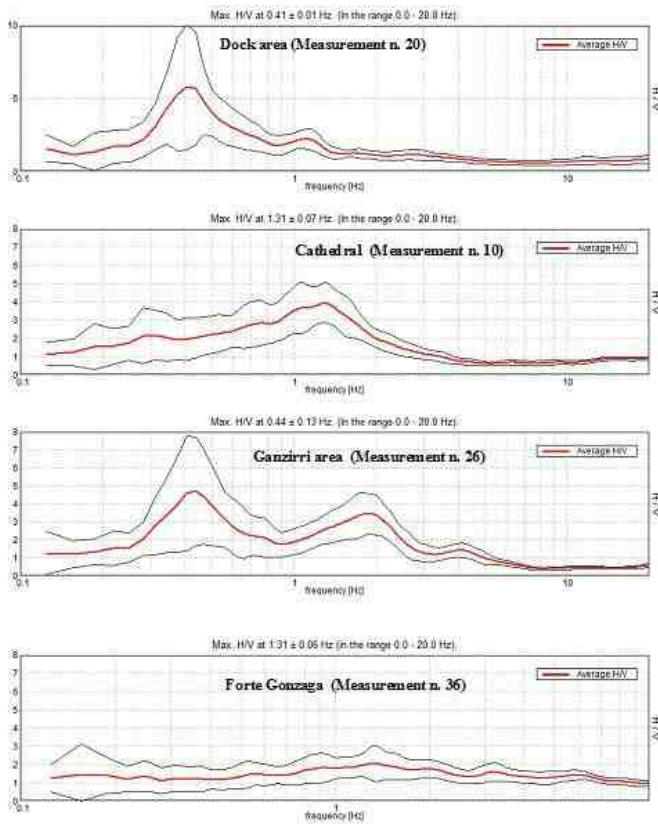 Max. H/V at 0.41 ± 0.01 Hz. (In the range 0.0 - 20.0 Hz).
Dock area (Measurement n. 20)
Average H/V
10
5
0
H/V
0.1 1 10
frequency [Hz]
Max. H/V at 1.31 ± 0.07 Hz. (In the range 0.0 - 20.0 Hz).
Cathedral (Measurement n. 10)
Average H/V
8
7
6
5
4
3
2
1
0
H/V
0.1 1 10
frequency [Hz]
Max. H/V at 0.44 ± 0.13 Hz. (In the range 0.0 - 20.0 Hz).
Ganzirri area (Measurement n. 26)
Average H/V
8
7
6
5
4
3
2
1
0
H/V
0.1 1 10
frequency [Hz]
Max. H/V at 1.31 ± 0.06 Hz (in the range 0.0 - 20.0 Hz).
Forte Gonzaga (Measurement n. 36)
Average H/V
8
7
6
5
4
3
2
1
0
H/V
0.1 1
frequency [Hz]